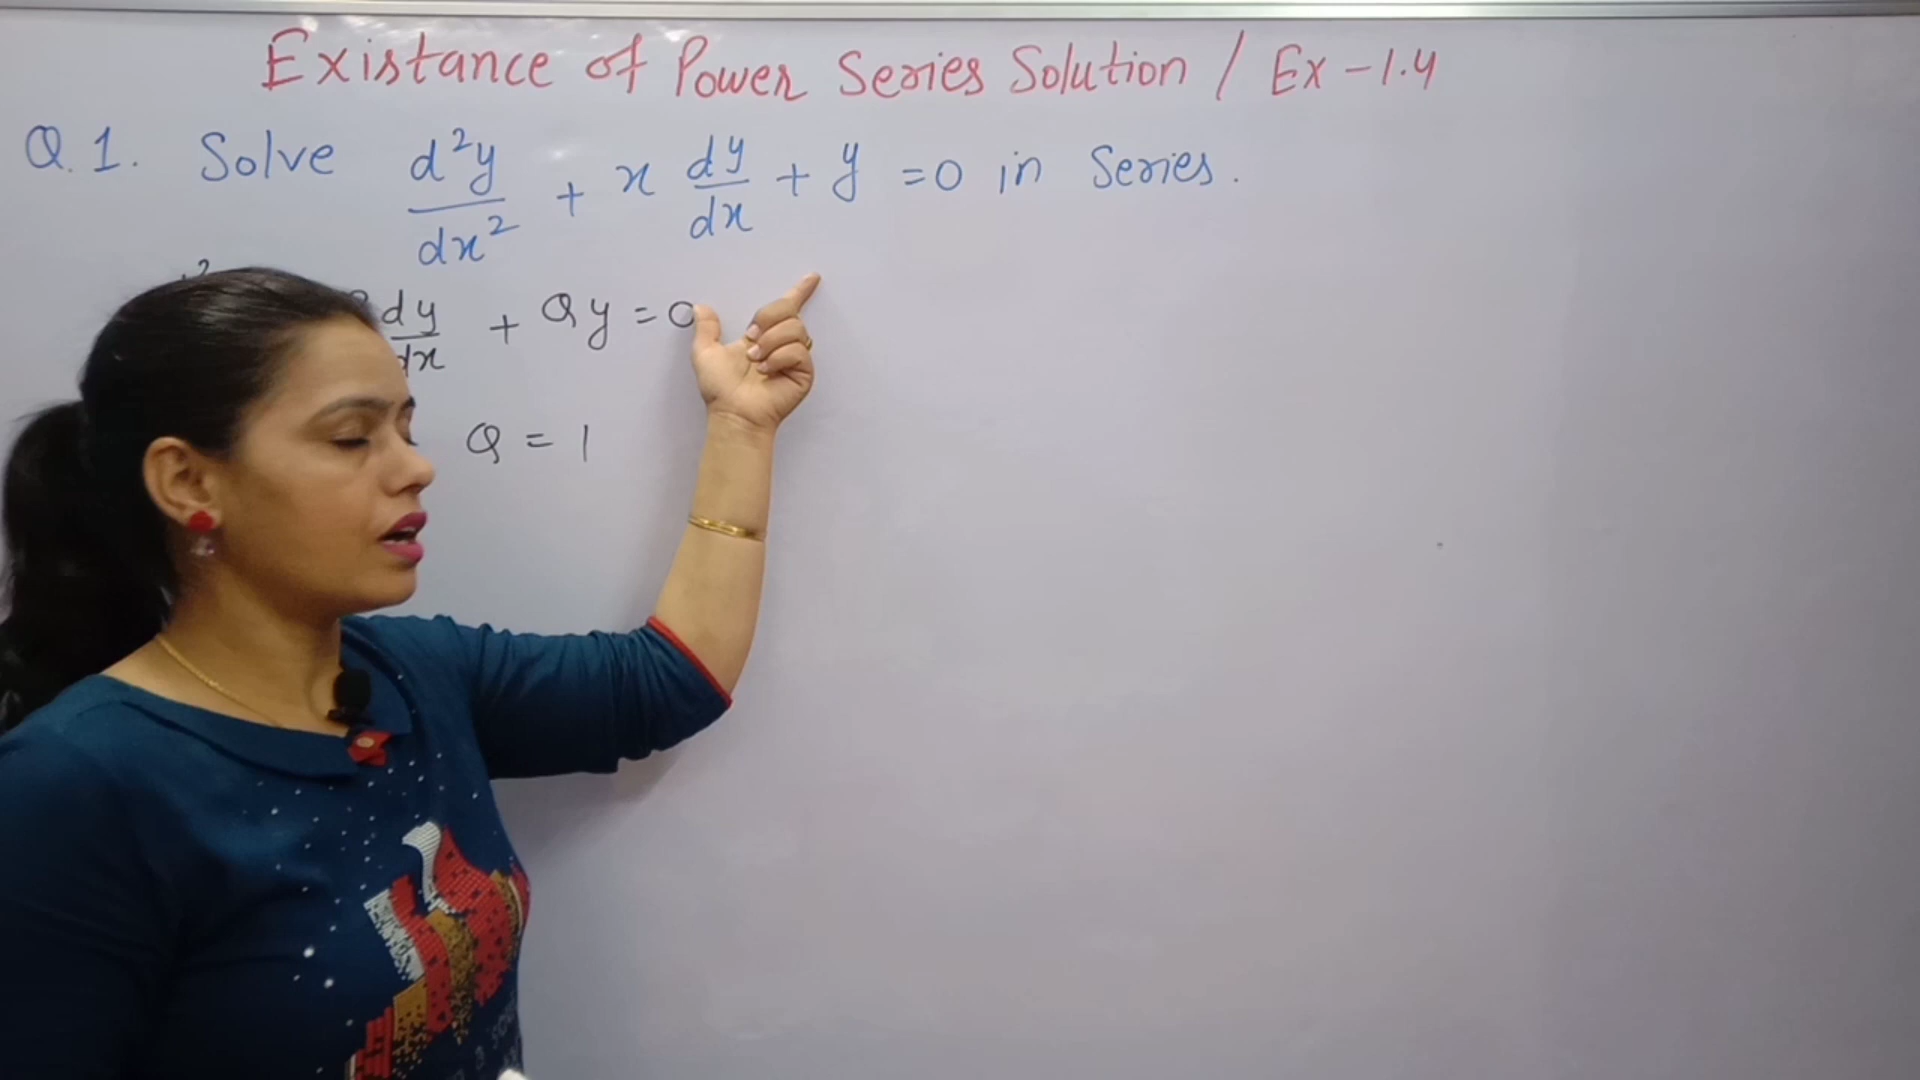 Existance of Power Series Solution / Ex - 1.4
Q. 1. Solve d²y/dx² + x dy/dx + y = 0 in Series.
dy/dx + Qy = 0
Q = 1